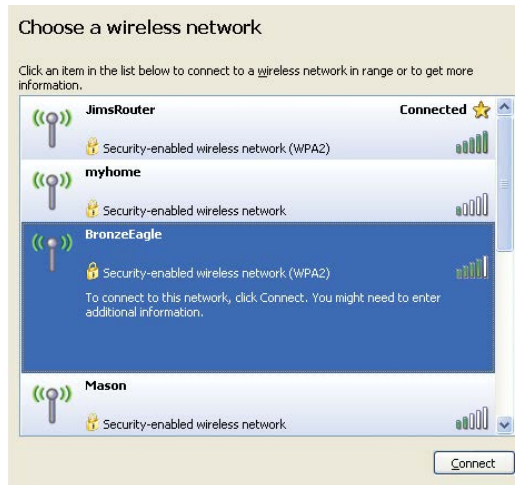 Choose a wireless network
Click an item in the list below to connect to a wireless network in range or to get more
information.
JimsRouter Connected
Security-enabled wireless network (WPA2)
myhome
Security-enabled wireless network
BronzeEagle
Security-enabled wireless network (WPA2)
To connect to this network, click Connect. You might need to enter
additional information.
Mason
Security-enabled wireless network
Connect